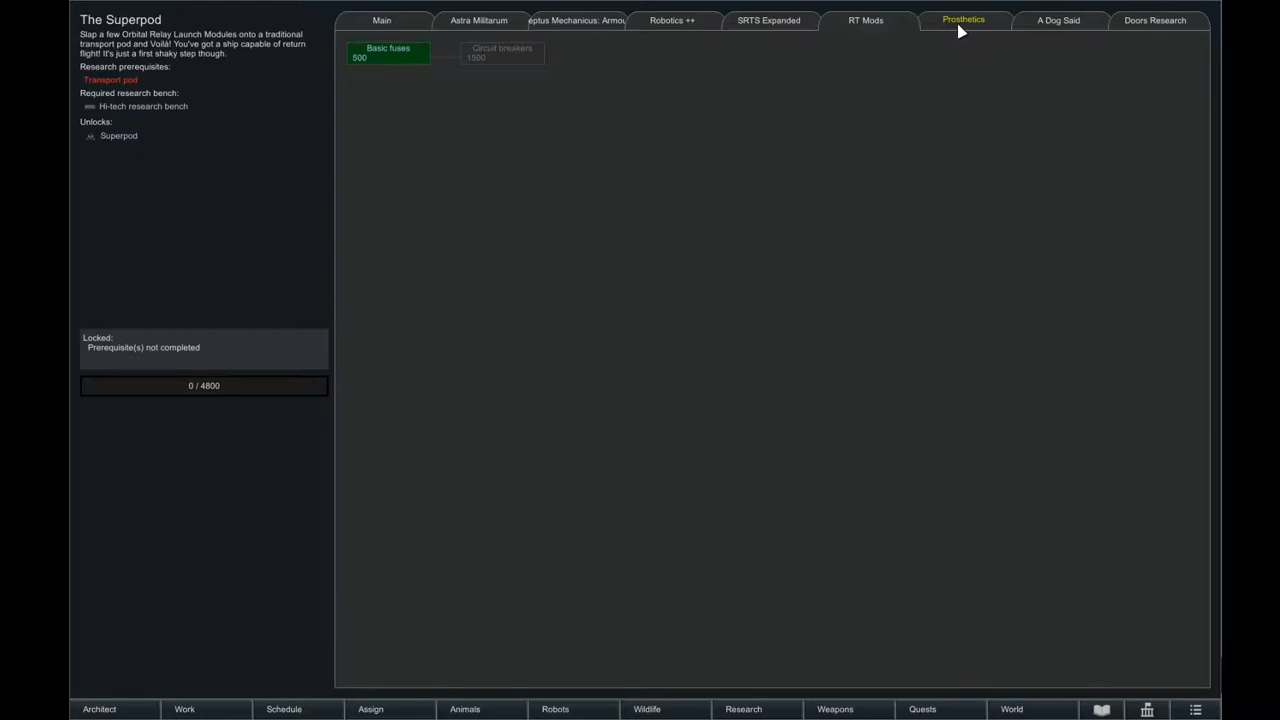 The Superpod
Slap a few Orbital Relay Launch Modules onto a traditional
transport pod and Voilá! You've got a ship capable of return
flight! It's just a first shaky step though.
Research prerequisites:
Transport pod
Required research bench:
Hi-tech research bench
Unlocks:
Superpod
Locked:
Prerequisite(s) not completed
0 / 4800
Main
Astra Militarum
eptus Mechanicus: Armou
Robotics ++
SRTS Expanded
RT Mods
Prosthetics
A Dog Said
Doors Research
Basic fuses
500
Circuit breakers
1500
Architect
Work
Schedule
Assign
Animals
Robots
Wildlife
Research
Weapons
Quests
World